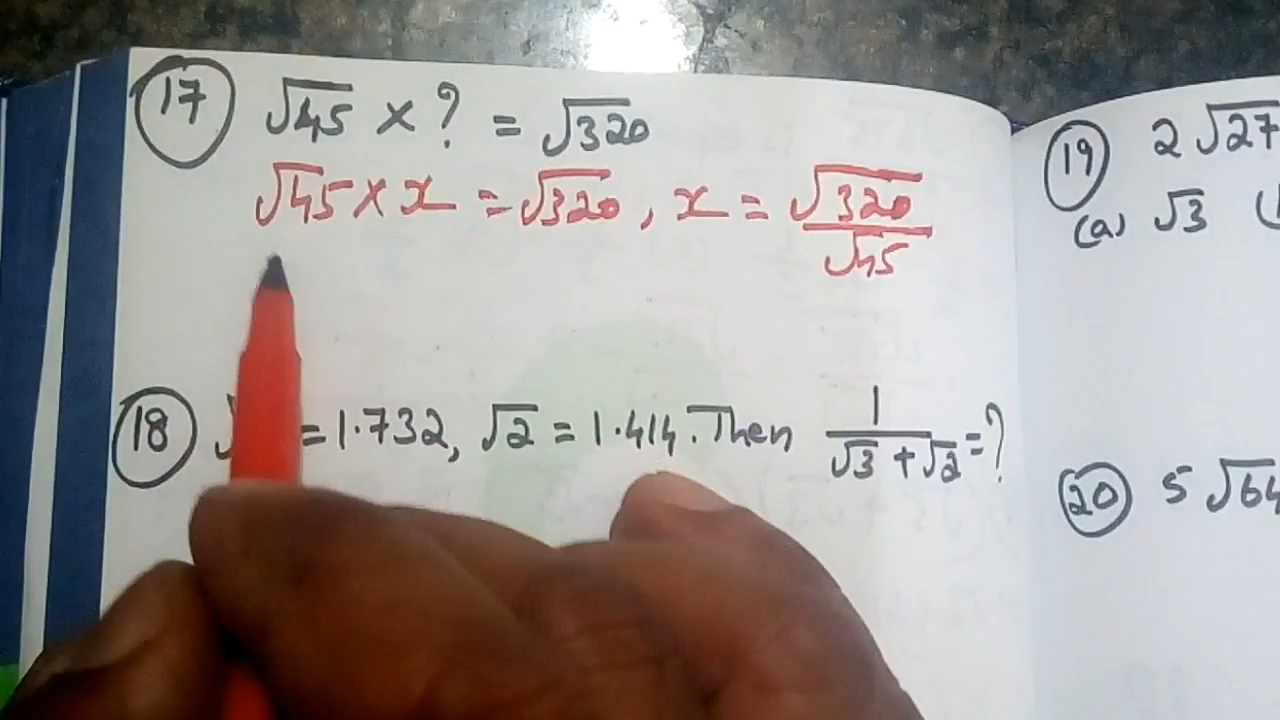 17 √45 × ? = √320
√45 × x = √320, x = √320 / √45
18 = 1.732, √2 = 1.414. Then 1 / √3 + √2 = ?
19 2√27
(a) √3
20 5√64